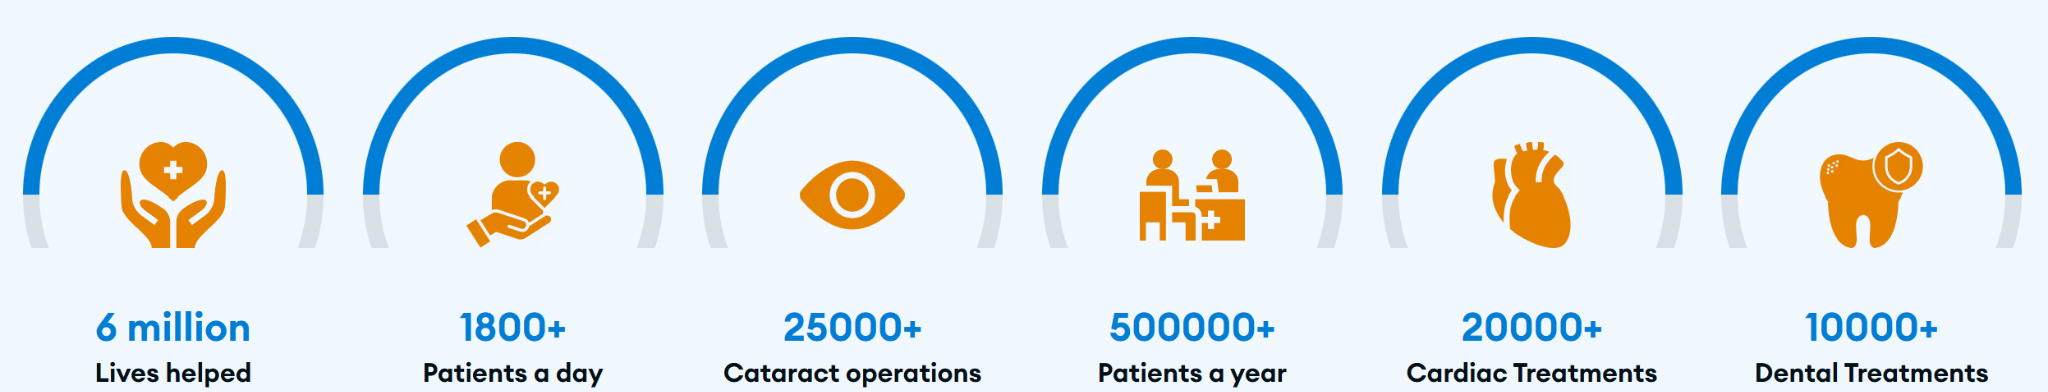 6 million
Lives helped
1800+
Patients a day
25000+
Cataract operations
500000+
Patients a year
20000+
Cardiac Treatments
10000+
Dental Treatments